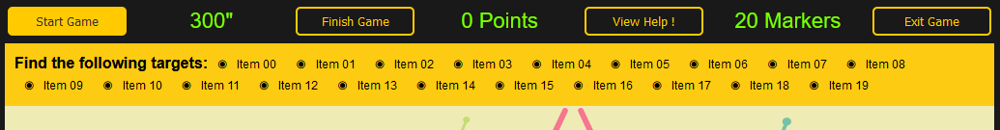 Start Game 300" Finish Game 0 Points View Help ! 20 Markers Exit Game
Find the following targets: ◉ Item 00 ◉ Item 01 ◉ Item 02 ◉ Item 03 ◉ Item 04 ◉ Item 05 ◉ Item 06 ◉ Item 07 ◉ Item 08
◉ Item 09 ◉ Item 10 ◉ Item 11 ◉ Item 12 ◉ Item 13 ◉ Item 14 ◉ Item 15 ◉ Item 16 ◉ Item 17 ◉ Item 18 ◉ Item 19